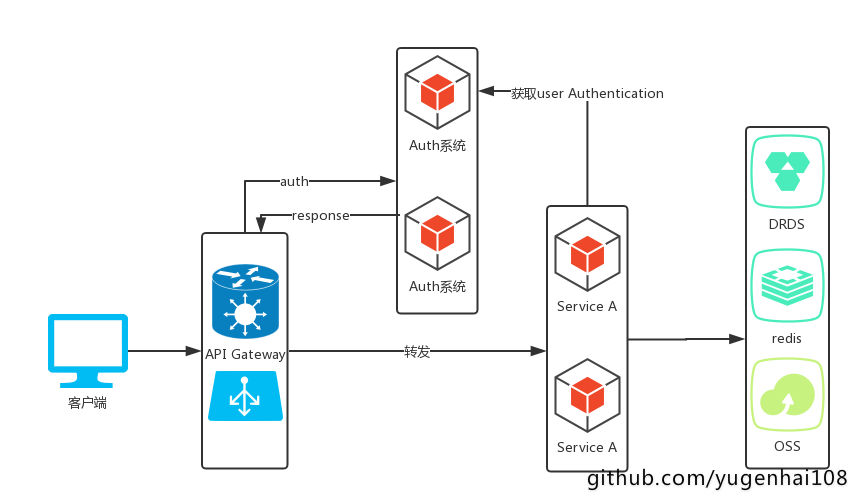 获取user Authentication
Auth系统
auth
response
Auth系统
DRDS
Service A
redis
API Gateway
转发
客户端
Service A
OSS
github.com/yugenhai108